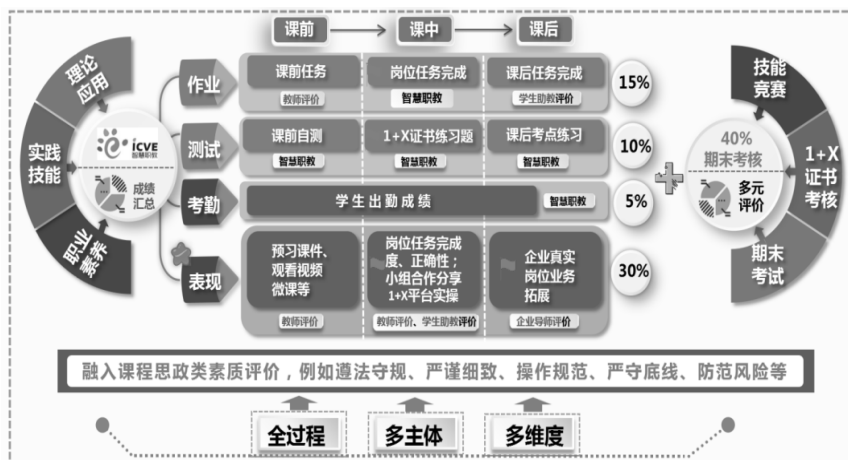 课前
课中
课后
理论
应用
实践
技能
职业
素养
icve
智慧职教
成绩
汇总
作业
课前任务
教师评价
岗位任务完成
智慧职教
课后任务完成
学生助教评价
15%
测试
课前自测
智慧职教
1+X证书练习题
智慧职教
课后考点练习
智慧职教
10%
考勤
学生出勤成绩
智慧职教
5%
表现
预习课件、
观看视频
微课等
教师评价
岗位任务完成
度、正确性；
小组合作分享
1+X平台实操
教师评价、学生助教评价
企业真实
岗位业务
拓展
企业导师评价
30%
40%
期末考核
多元
评价
技能
竞赛
1+X
证书
考核
期末
考试
融入课程思政类素质评价，例如遵法守规、严谨细致、操作规范、严守底线、防范风险等
全过程
多主体
多维度